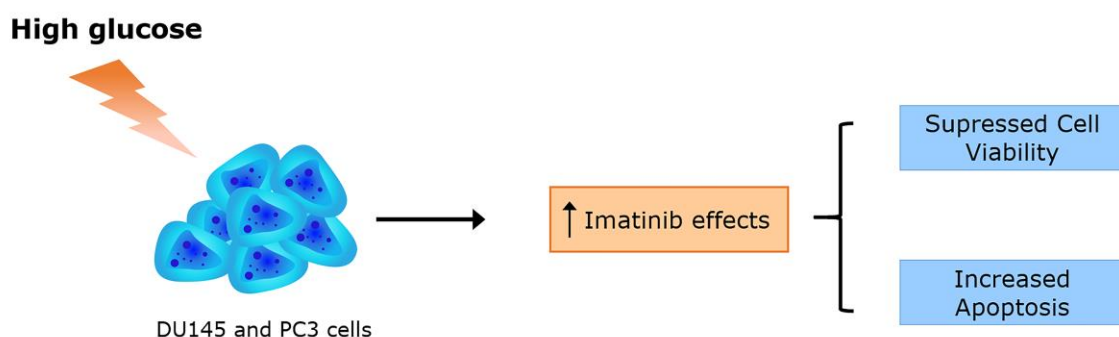 High glucose
DU145 and PC3 cells
↑ Imatinib effects
Supressed Cell
Viability
Increased
Apoptosis